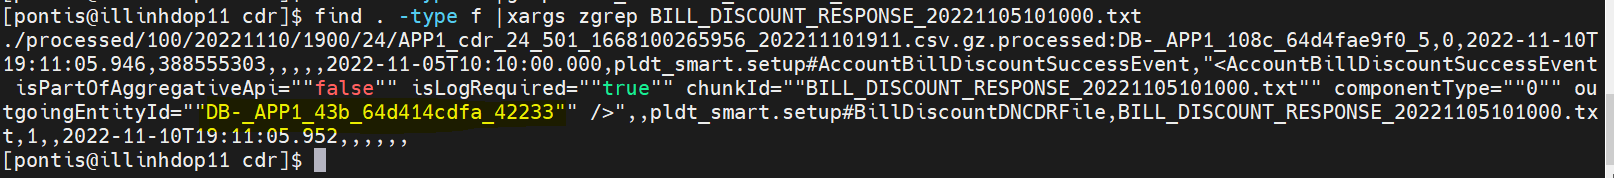 [pontis@illinhdop11 cdr]$ find . -type f |xargs zgrep BILL_DISCOUNT_RESPONSE_20221105101000.txt
./processed/100/20221110/1900/24/APP1_cdr_24_501_1668100265956_202211101911.csv.gz.processed:DB-_APP1_108c_64d4fae9f0_5,0,2022-11-10T
19:11:05.946,388555303,,,,,2022-11-05T10:10:00.000,pldt_smart.setup#AccountBillDiscountSuccessEvent,"<AccountBillDiscountSuccessEvent
 isPartOfAggregativeApi=""false"" isLogRequired=""true"" chunkId=""BILL_DISCOUNT_RESPONSE_20221105101000.txt"" componentType=""0"" ou
tgoingEntityId=""DB-_APP1_43b_64d414cdfa_42233"" />",,pldt_smart.setup#BillDiscountDNCDRFile,BILL_DISCOUNT_RESPONSE_20221105101000.tx
t,1,,2022-11-10T19:11:05.952,,,,,,
[pontis@illinhdop11 cdr]$